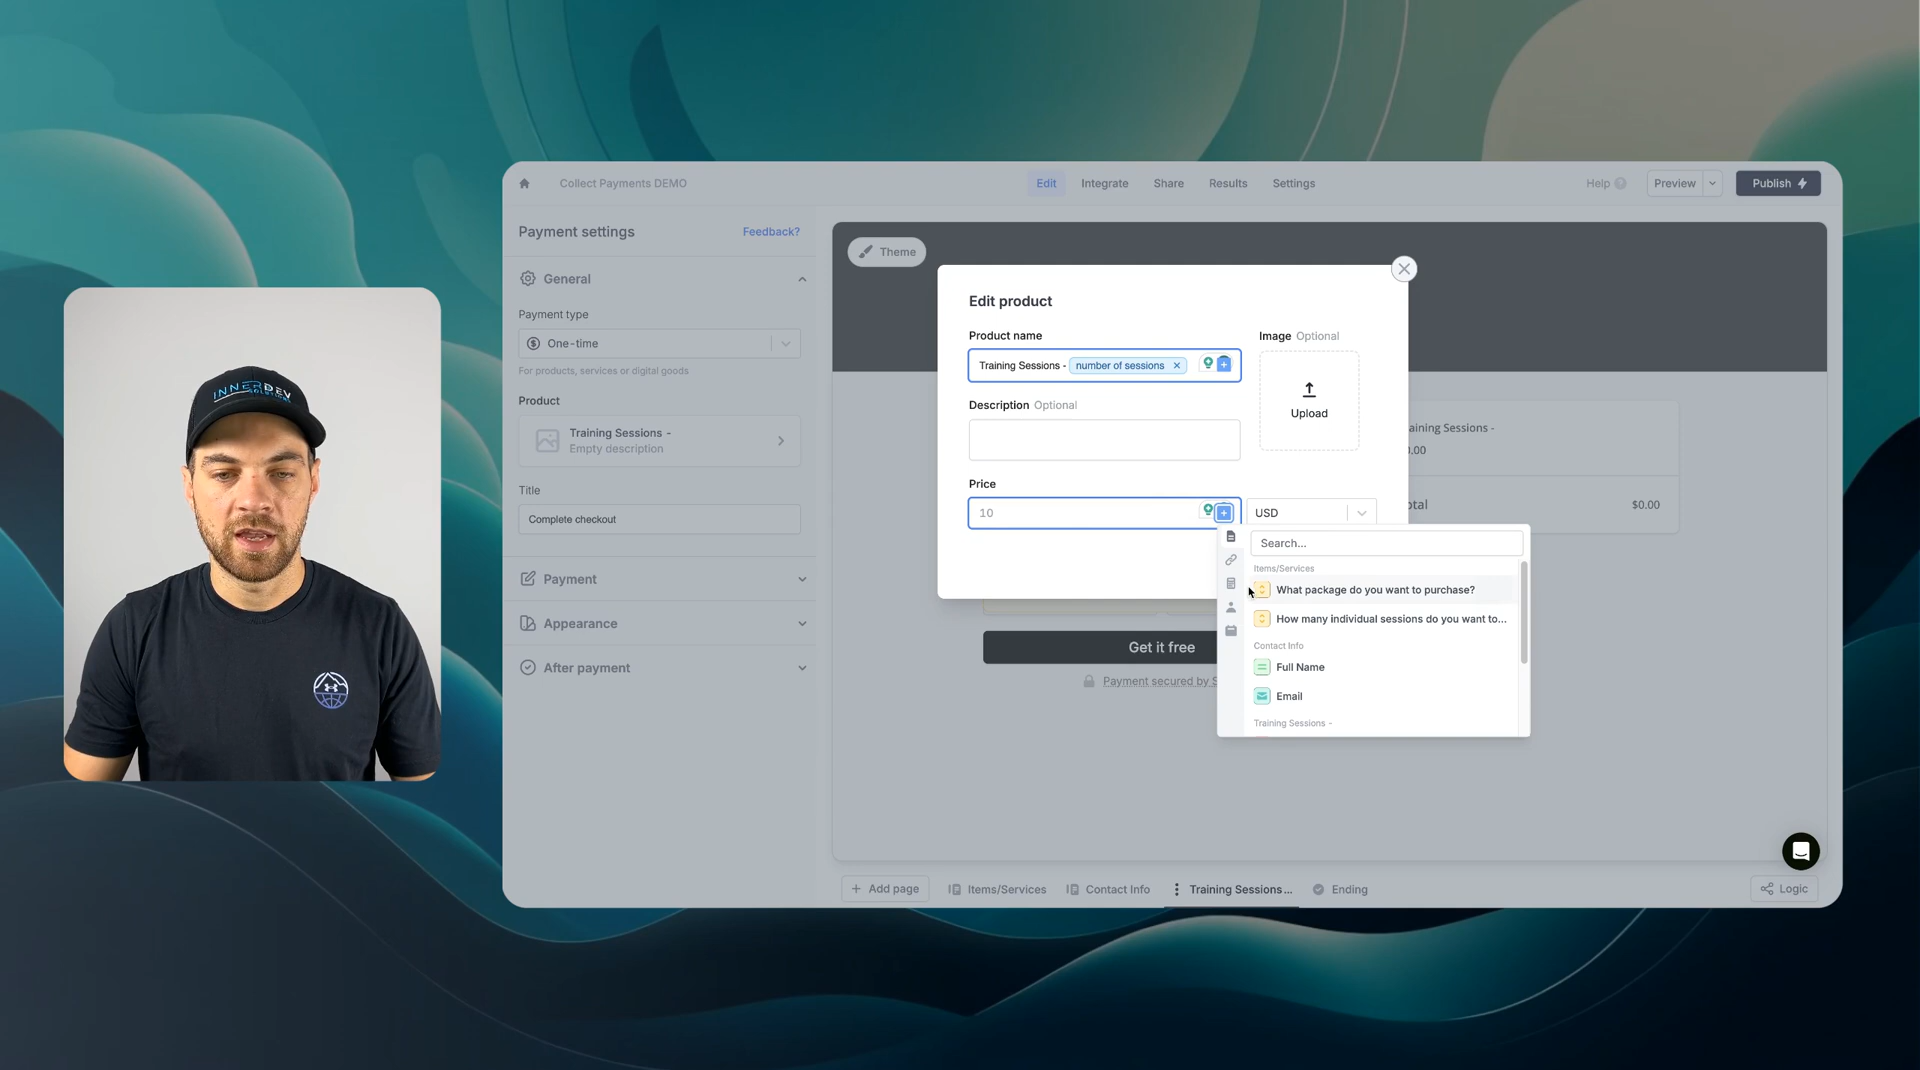 Collect Payments DEMO
Edit
Integrate
Share
Results
Settings
Help
Preview
Publish
Payment settings
Feedback?
General
Payment type
One-time
For products, services or digital goods
Product
Training Sessions -
Empty description
Title
Complete checkout
Payment
Appearance
After payment
Theme
Edit product
Product name
Training Sessions - number of sessions
Image Optional
Upload
Description Optional
Price
10
USD
Search...
Items/Services
What package do you want to purchase?
How many individual sessions do you want to...
Contact Info
Full Name
Email
Training Sessions -
aining Sessions -
.00
tal
$0.00
Get it free
Payment secured by S
Add page
Items/Services
Contact Info
Training Sessions ...
Ending
Logic
INNERDEV